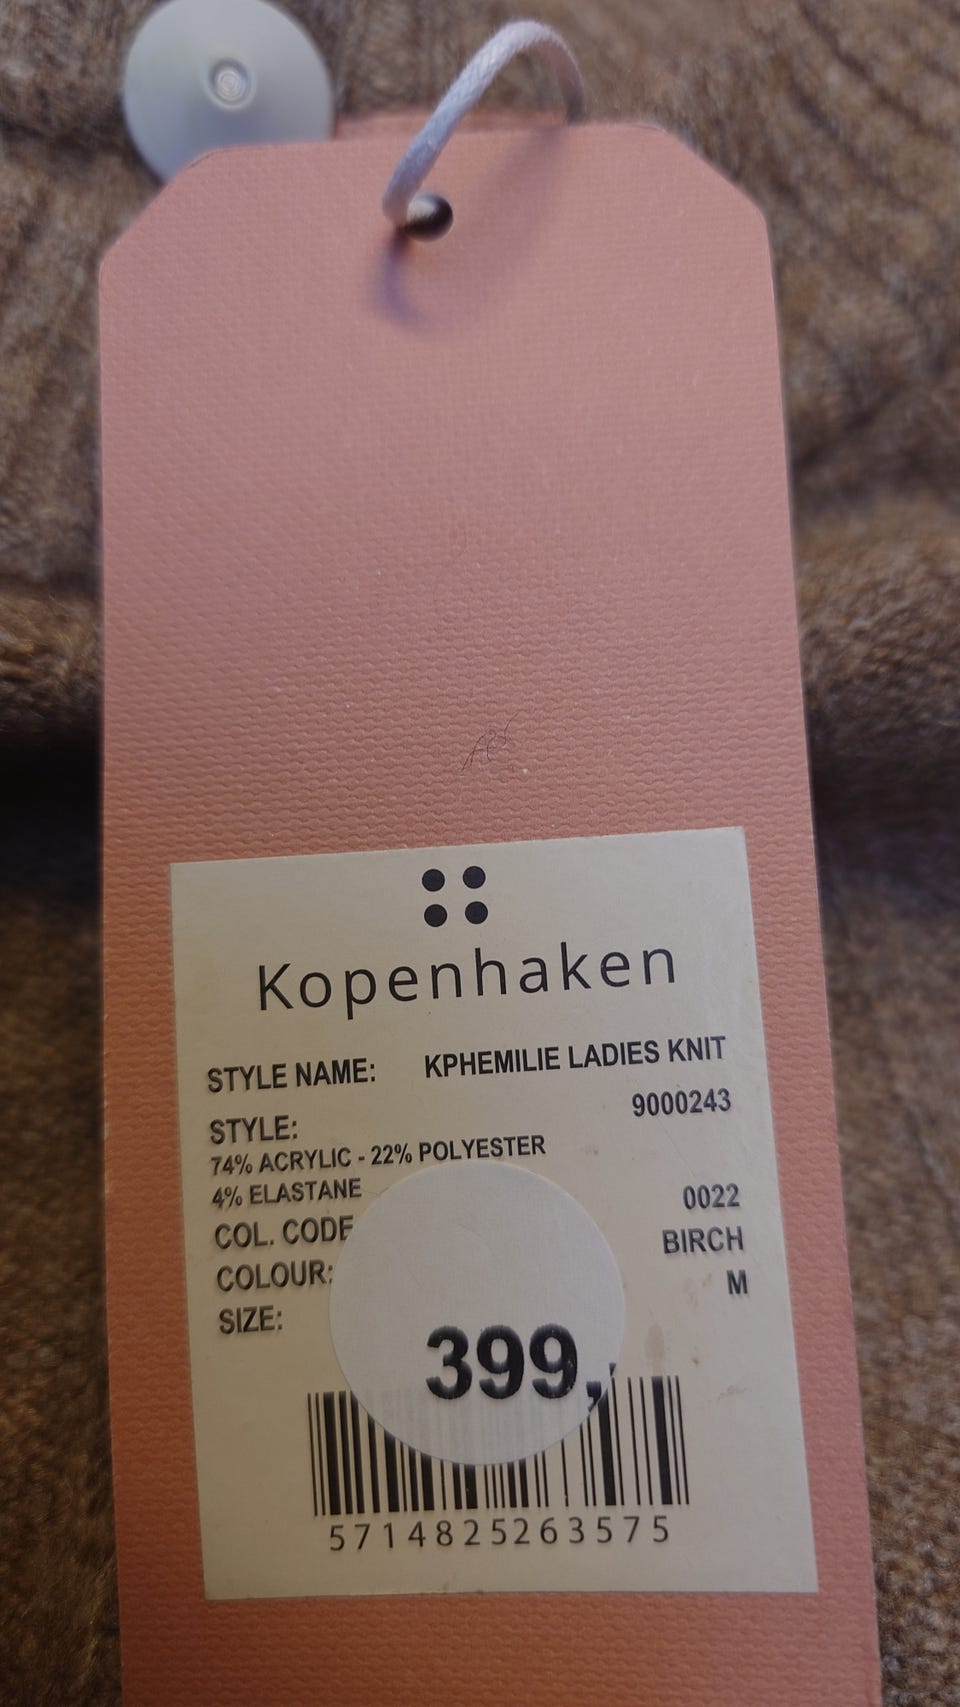 Kopenhaken
STYLE NAME: KPHEMILIE LADIES KNIT
STYLE: 9000243
74% ACRYLIC - 22% POLYESTER
4% ELASTANE
COL. CODE 0022
COLOUR: BIRCH
SIZE: M
399,
5714825263575